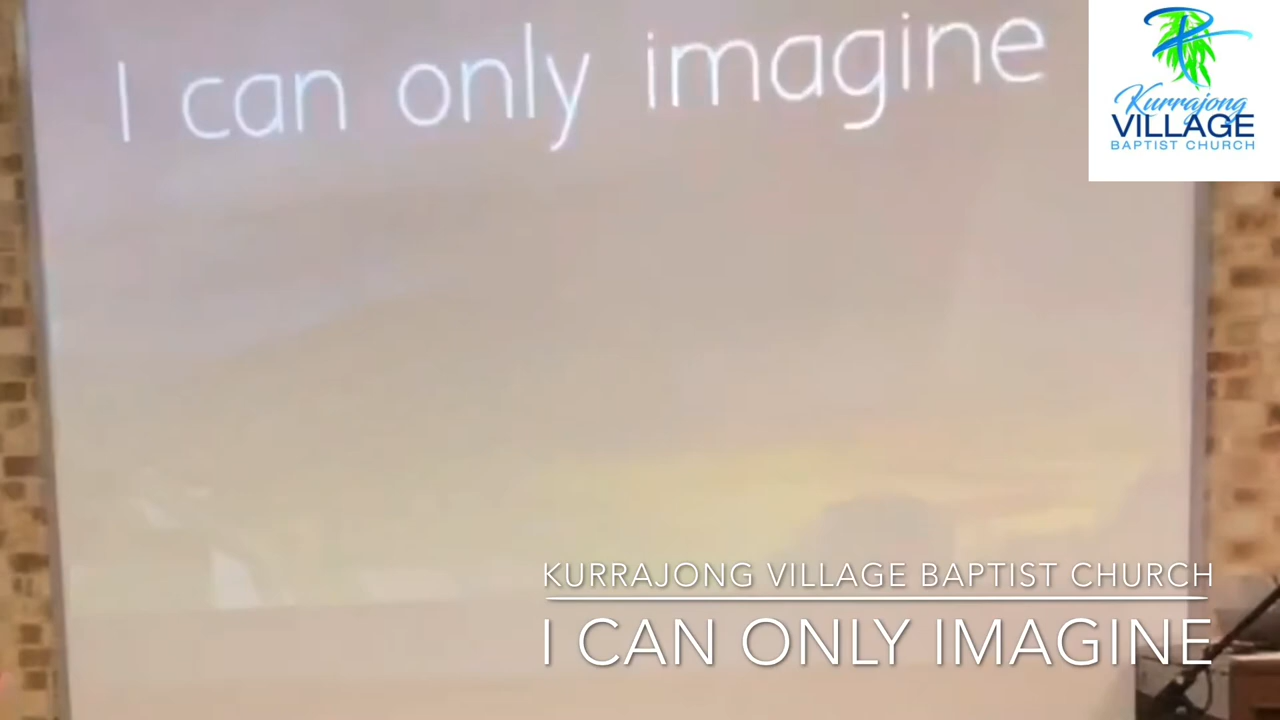 I can only imagine
Kurrajong
VILLAGE
BAPTIST CHURCH
KURRAJONG VILLAGE BAPTIST CHURCH
I CAN ONLY IMAGINE